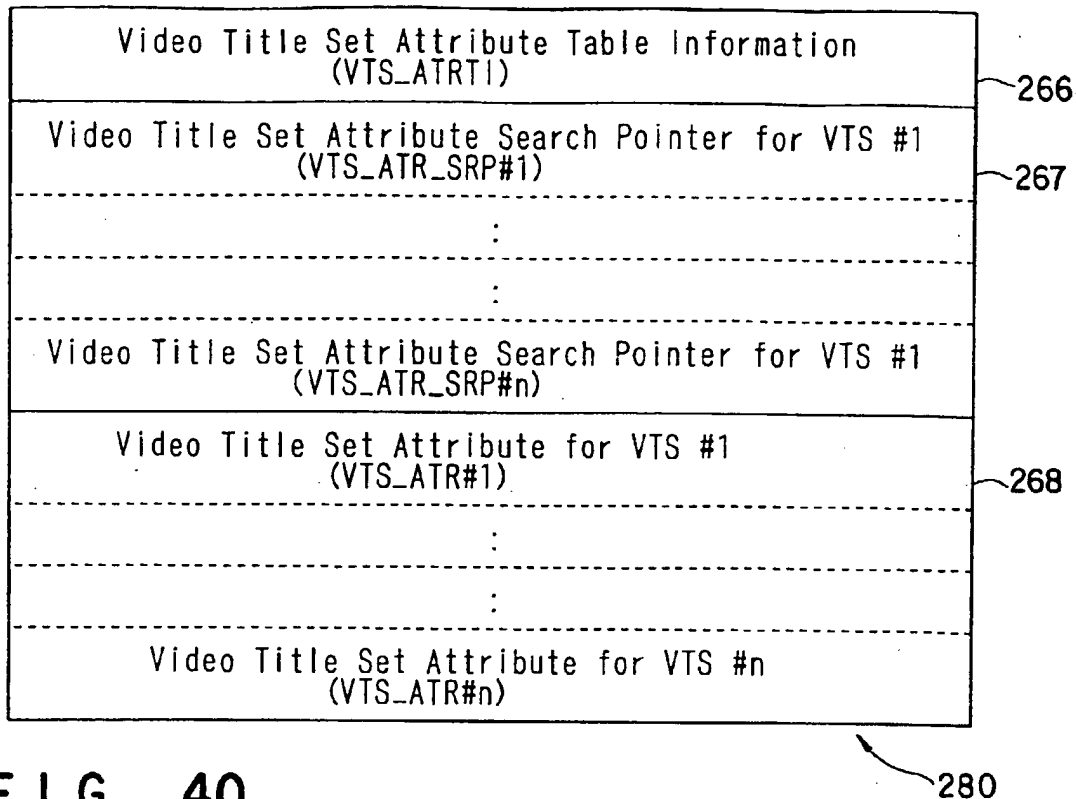 Video Title Set Attribute Table Information
(VTS_ATRTI)
266
Video Title Set Attribute Search Pointer for VTS #1
(VTS_ATR_SRP#1)
267
:
:
Video Title Set Attribute Search Pointer for VTS #1
(VTS_ATR_SRP#n)
Video Title Set Attribute for VTS #1
(VTS_ATR#1)
268
:
:
Video Title Set Attribute for VTS #n
(VTS_ATR#n)
280
FIG. 40